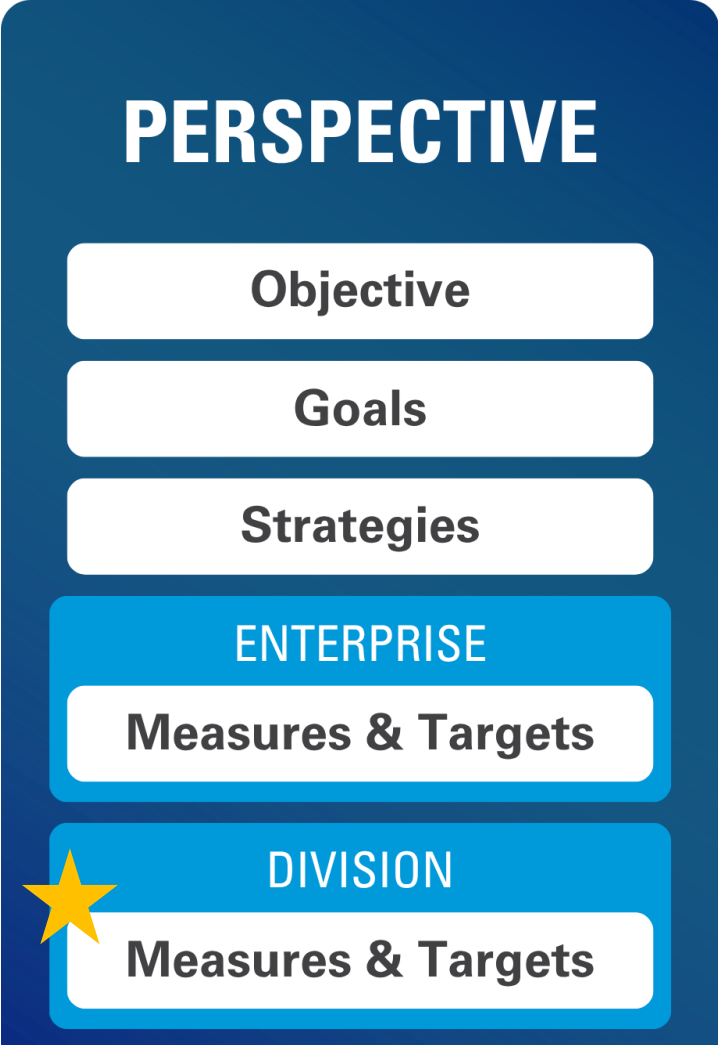 PERSPECTIVE
Objective
Goals
Strategies
ENTERPRISE
Measures & Targets
DIVISION
Measures & Targets